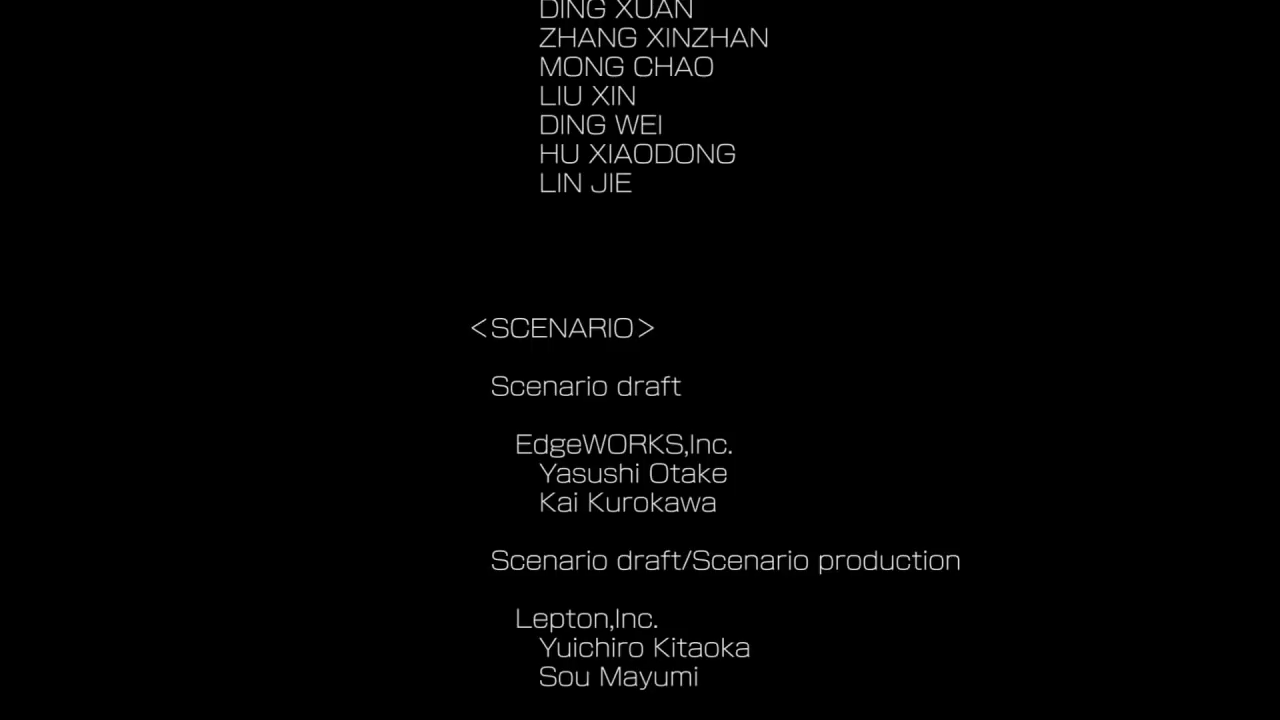 DING XUAN
ZHANG XINZHAN
MONG CHAO
LIU XIN
DING WEI
HU XIAODONG
LIN JIE
<SCENARIO>
Scenario draft
EdgeWORKS,Inc.
Yasushi Otake
Kai Kurokawa
Scenario draft/Scenario production
Lepton,Inc.
Yuichiro Kitaoka
Sou Mayumi